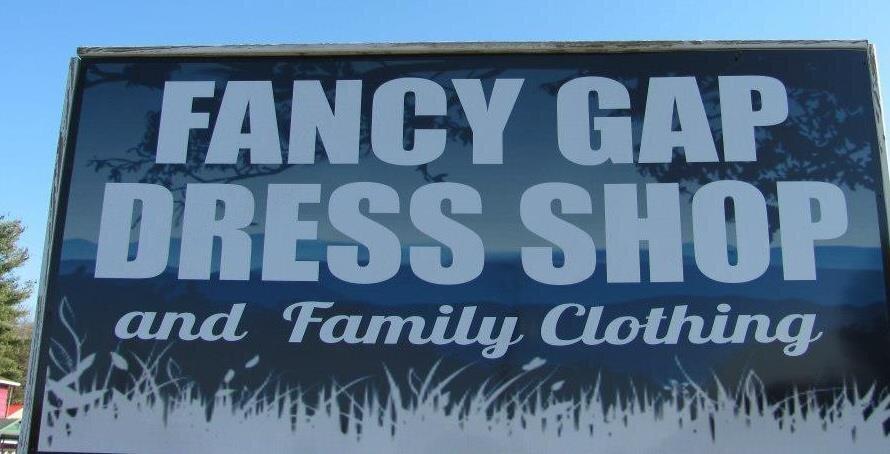 FANCY GAP
DRESS SHOP
and Family Clothing